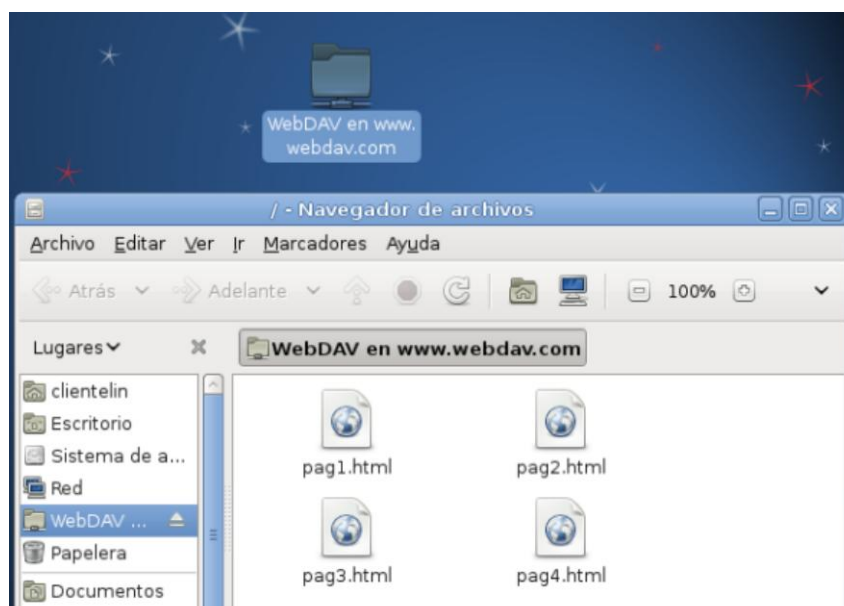 WebDAV en www.
webdav.com
/ - Navegador de archivos
Archivo Editar Ver Ir Marcadores Ayuda
Atrás Adelante 100%
Lugares
WebDAV en www.webdav.com
clientelin
Escritorio
Sistema de a...
Red
WebDAV ...
Papelera
Documentos
pag1.html pag2.html
pag3.html pag4.html